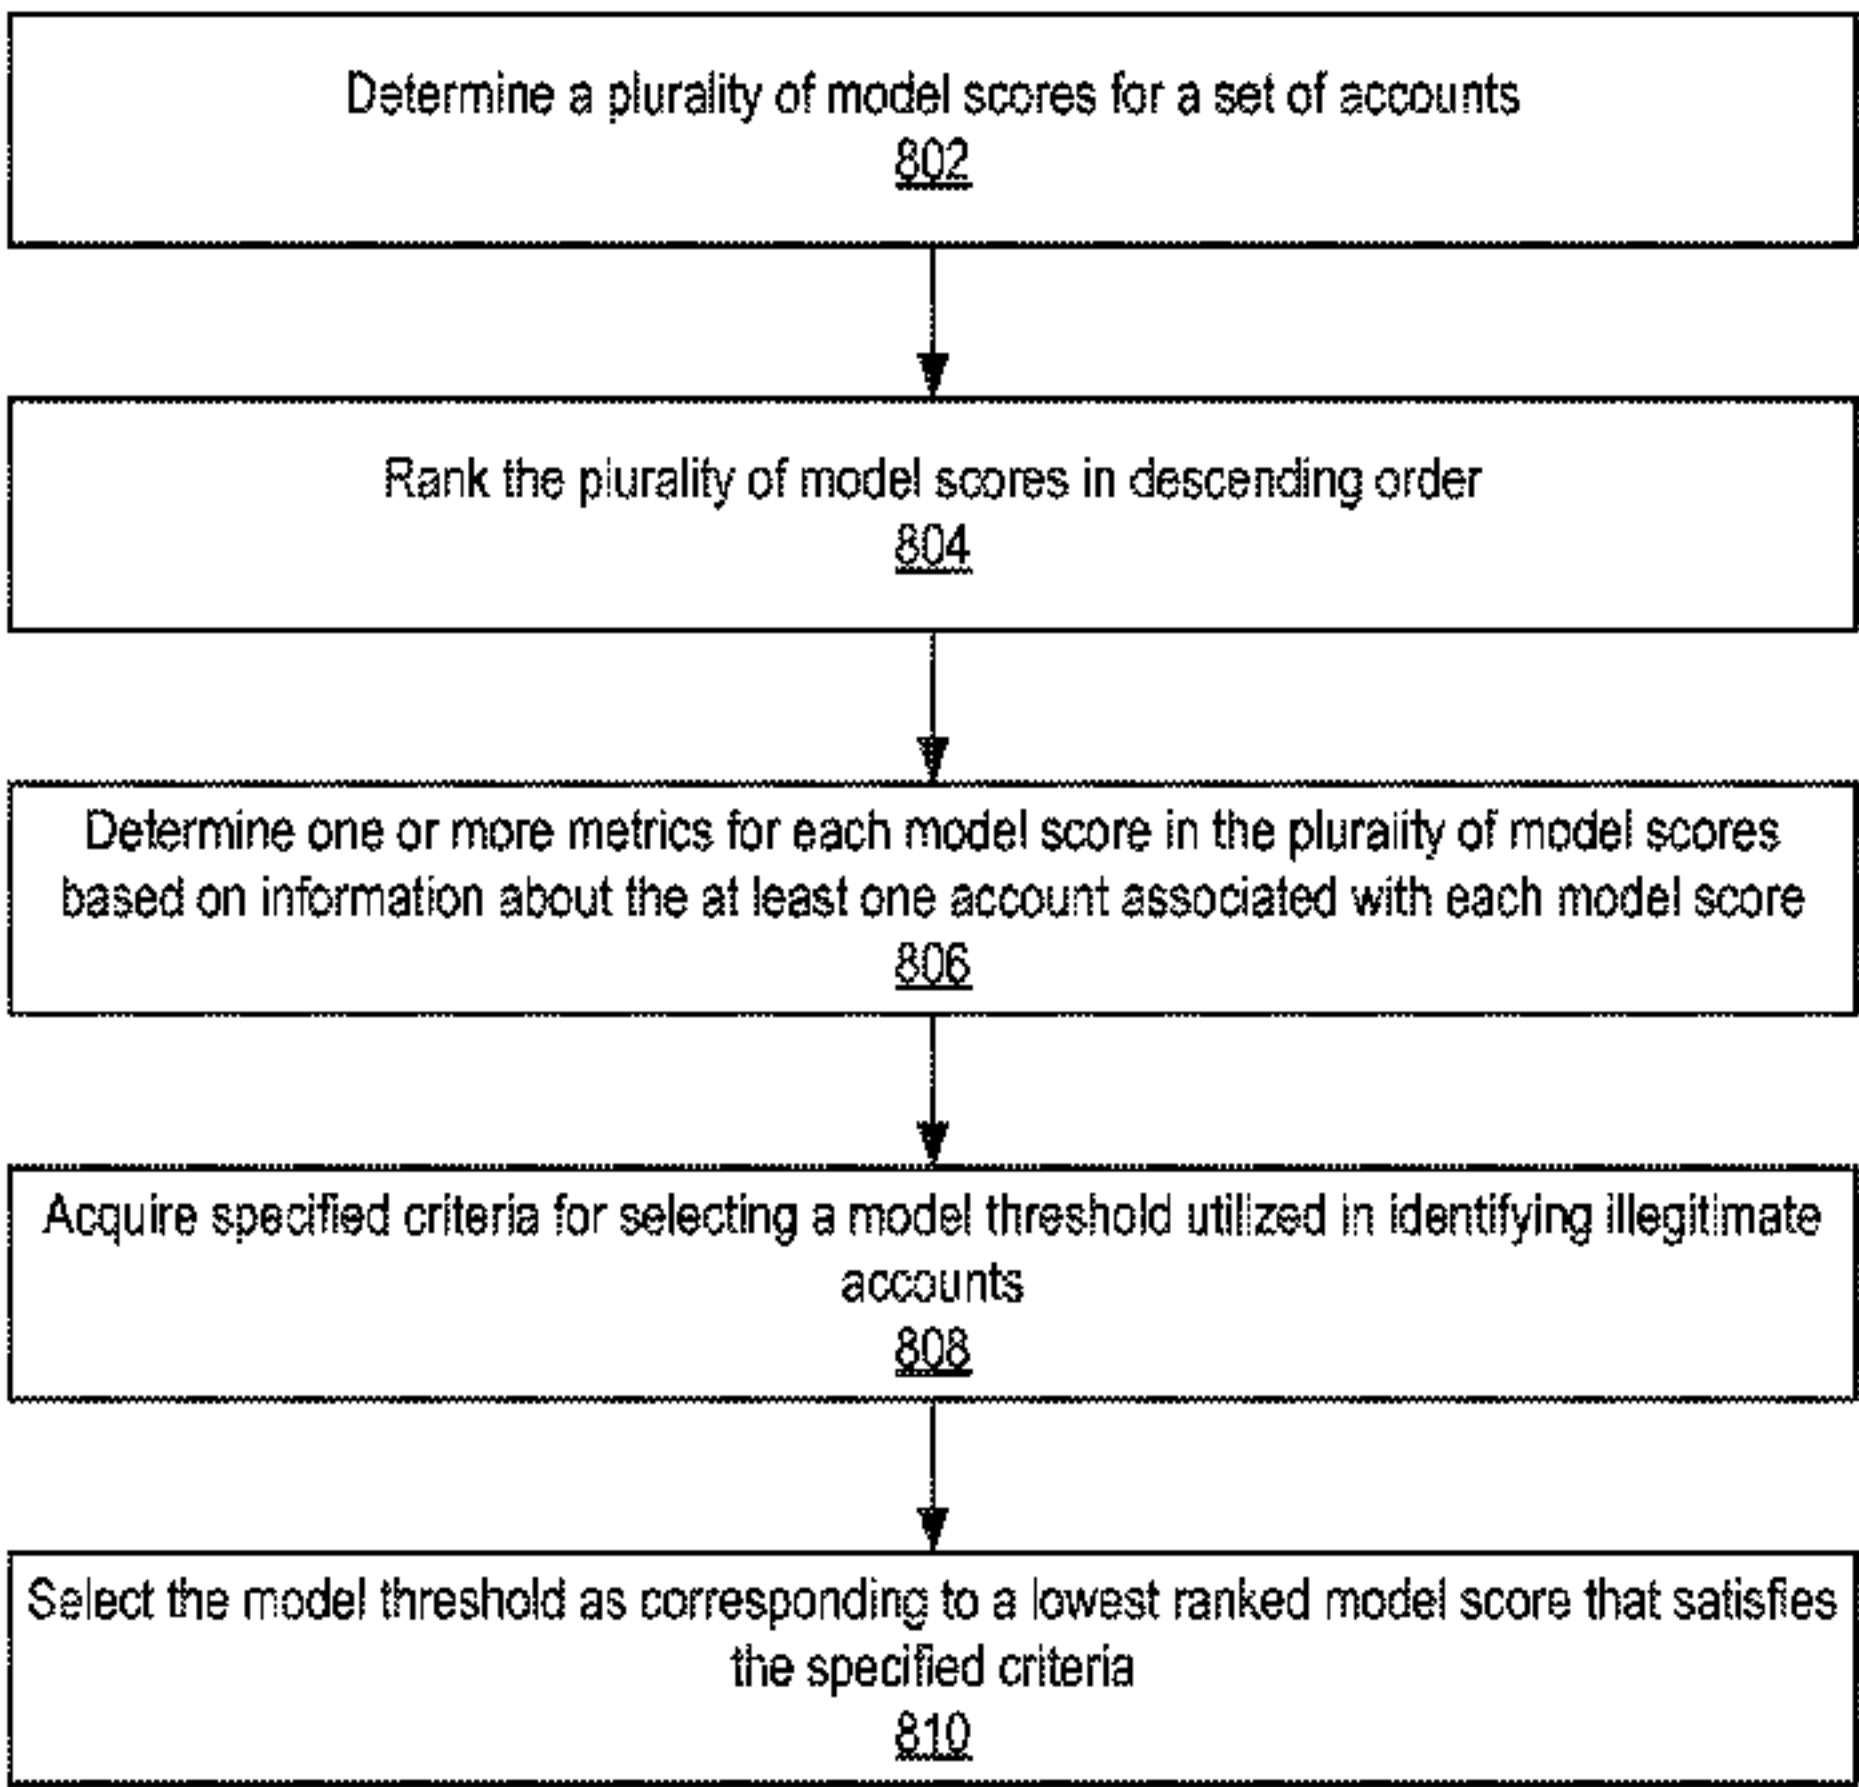 Determine a plurality of model scores for a set of accounts
802
Rank the plurality of model scores in descending order
804
Determine one or more metrics for each model score in the plurality of model scores
based on information about the at least one account associated with each model score
806
Acquire specified criteria for selecting a model threshold utilized in identifying illegitimate
accounts
808
Select the model threshold as corresponding to a lowest ranked model score that satisfies
the specified criteria
810